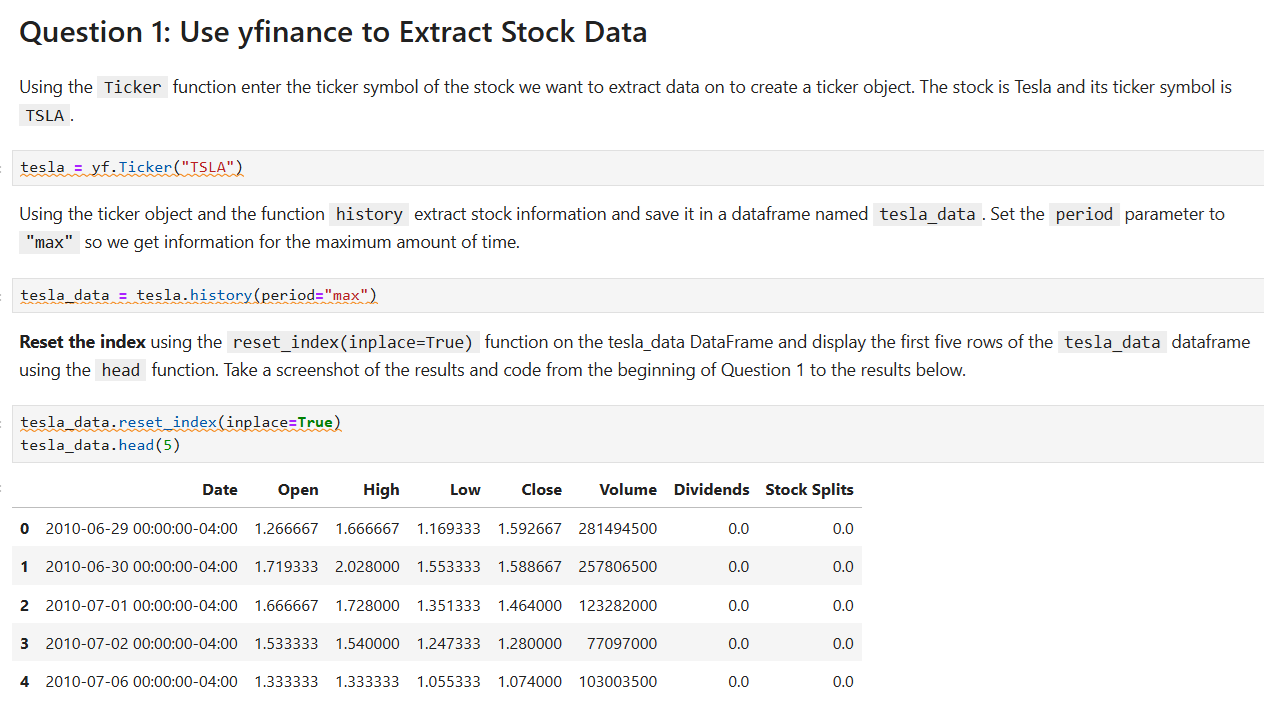 Question 1: Use yfinance to Extract Stock Data
Using the Ticker function enter the ticker symbol of the stock we want to extract data on to create a ticker object. The stock is Tesla and its ticker symbol is
TSLA .
tesla = yf.Ticker("TSLA")
Using the ticker object and the function history extract stock information and save it in a dataframe named tesla_data . Set the period parameter to
"max" so we get information for the maximum amount of time.
tesla_data = tesla.history(period="max")
Reset the index using the reset_index(inplace=True) function on the tesla_data DataFrame and display the first five rows of the tesla_data dataframe
using the head function. Take a screenshot of the results and code from the beginning of Question 1 to the results below.
tesla_data.reset_index(inplace=True)
tesla_data.head(5)
Date Open High Low Close Volume Dividends Stock Splits
0 2010-06-29 00:00:00-04:00 1.266667 1.666667 1.169333 1.592667 281494500 0.0 0.0
1 2010-06-30 00:00:00-04:00 1.719333 2.028000 1.553333 1.588667 257806500 0.0 0.0
2 2010-07-01 00:00:00-04:00 1.666667 1.728000 1.351333 1.464000 123282000 0.0 0.0
3 2010-07-02 00:00:00-04:00 1.533333 1.540000 1.247333 1.280000 77097000 0.0 0.0
4 2010-07-06 00:00:00-04:00 1.333333 1.333333 1.055333 1.074000 103003500 0.0 0.0